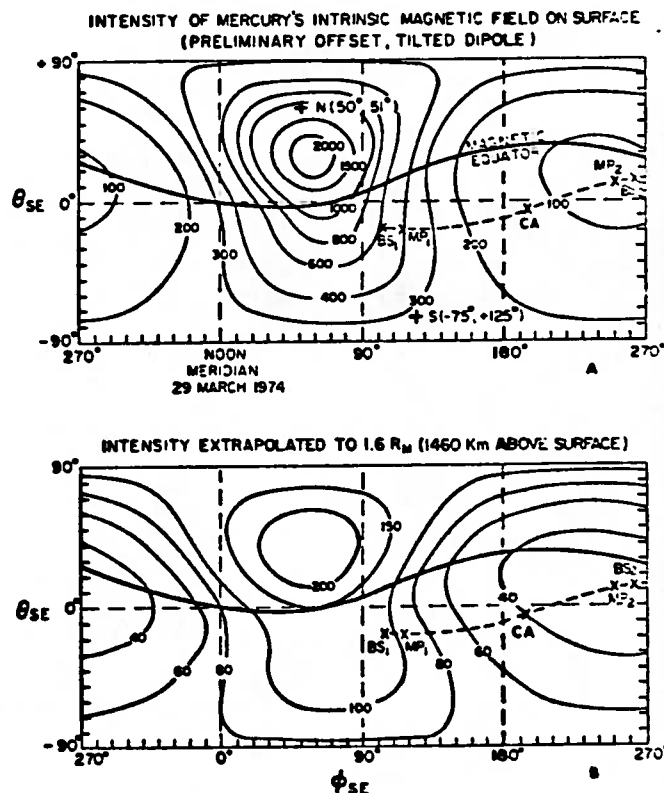 INTENSITY OF MERCURY'S INTRINSIC MAGNETIC FIELD ON SURFACE
(PRELIMINARY OFFSET, TILTED DIPOLE)
+90°
θSE
0°
-90°
100
200
300
N (50°, 51°)
2000
1500
1000
800
600
400
300
200
100
MAGNETIC
EQUATOR
BS₁
MP₁
CA
MP₂
S(-75°, +125°)
270°
NOON
MERIDIAN
29 MARCH 1974
90°
180°
270°
A
INTENSITY EXTRAPOLATED TO 1.6 RM (1460 Km ABOVE SURFACE)
90°
θSE
0°
-90°
40
60
80
100
150
200
80
60
40
BS₁
MP₁
CA
BS₂
MP₂
270°
0°
90°
180°
270°
ϕSE
B